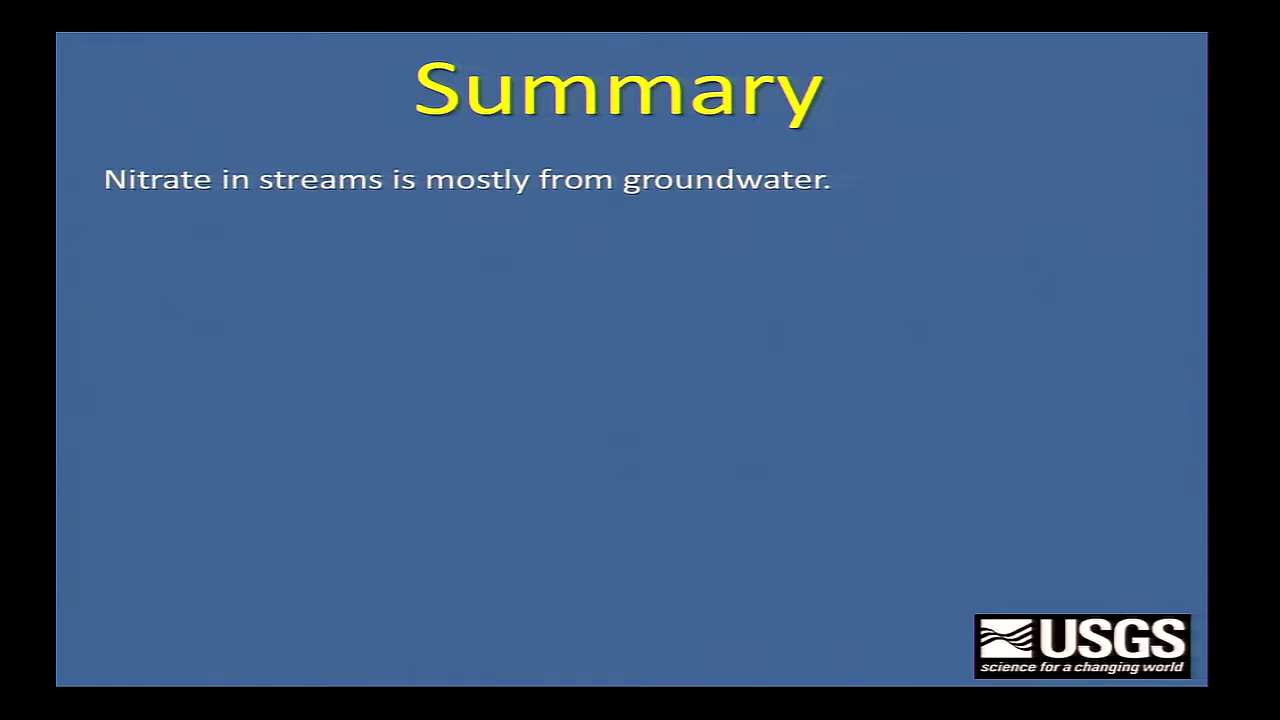 Summary
Nitrate in streams is mostly from groundwater.
USGS
science for a changing world